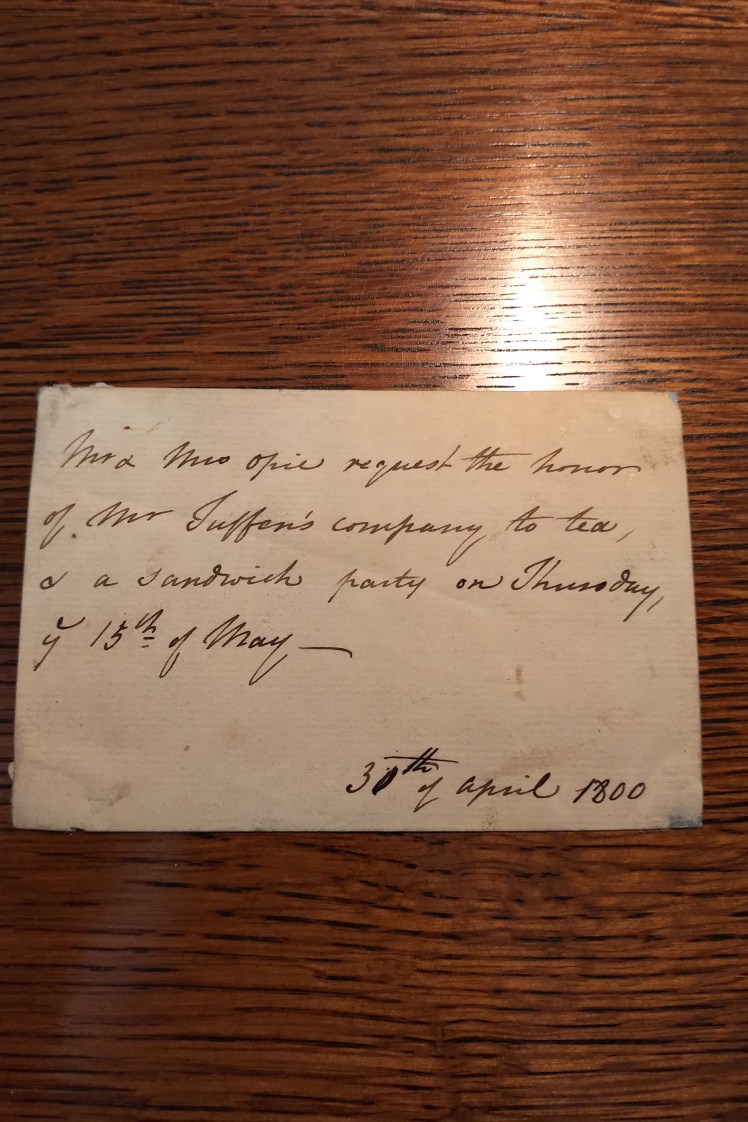 Mr & Mrs Opie request the honor
of Mr Tuffen's company to tea,
& a sandwich party on Thursday,
ye 15th of May —
30th of April 1800